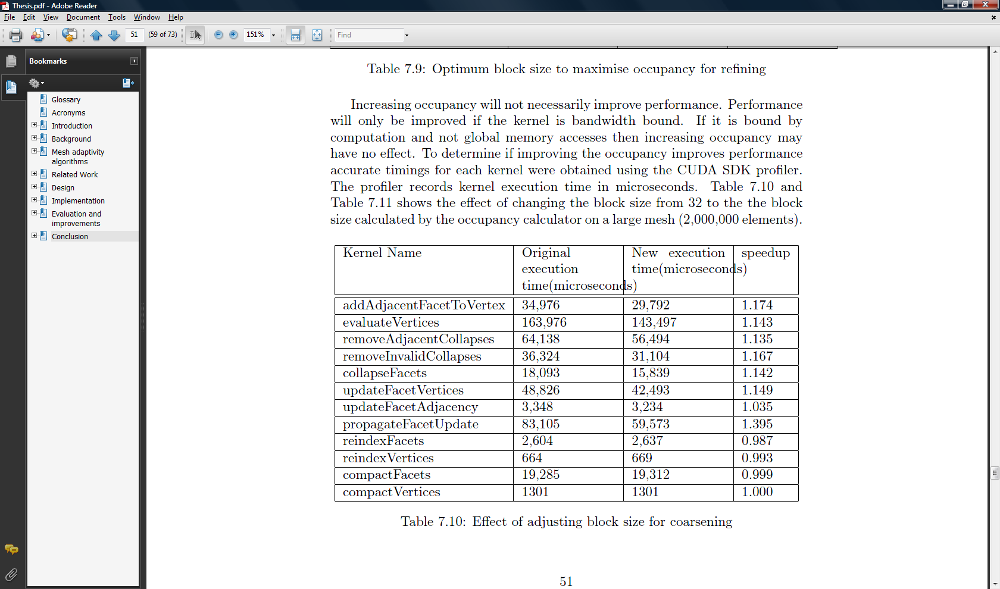 Thesis.pdf - Adobe Reader
File Edit View Document Tools Window Help
51 (59 of 73) 151% Find
Bookmarks
Glossary
Acronyms
Introduction
Background
Mesh adaptivity
algorithms
Related Work
Design
Implementation
Evaluation and
improvements
Conclusion
Table 7.9: Optimum block size to maximise occupancy for refining
Increasing occupancy will not necessarily improve performance. Performance
will only be improved if the kernel is bandwidth bound. If it is bound by
computation and not global memory accesses then increasing occupancy may
have no effect. To determine if improving the occupancy improves performance
accurate timings for each kernel were obtained using the CUDA SDK profiler.
The profiler records kernel execution time in microseconds. Table 7.10 and
Table 7.11 shows the effect of changing the block size from 32 to the the block
size calculated by the occupancy calculator on a large mesh (2,000,000 elements).
Kernel Name Original New execution speedup
execution time(microseconds)
time(microseconds)
addAdjacentFacetToVertex 34,976 29,792 1.174
evaluateVertices 163,976 143,497 1.143
removeAdjacentCollapses 64,138 56,494 1.135
removeInvalidCollapses 36,324 31,104 1.167
collapseFacets 18,093 15,839 1.142
updateFacetVertices 48,826 42,493 1.149
updateFacetAdjacency 3,348 3,234 1.035
propagateFacetUpdate 83,105 59,573 1.395
reindexFacets 2,604 2,637 0.987
reindexVertices 664 669 0.993
compactFacets 19,285 19,312 0.999
compactVertices 1301 1301 1.000
Table 7.10: Effect of adjusting block size for coarsening
51